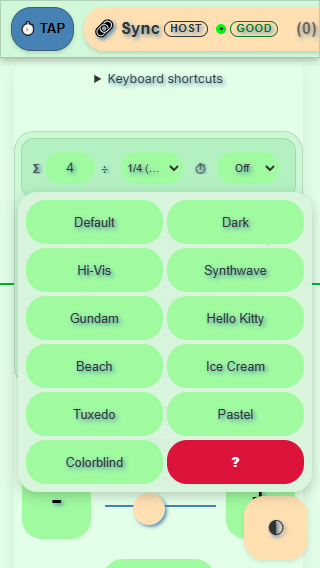 TAP Sync HOST GOOD (0)
▶ Keyboard shortcuts
Σ 4 ÷ 1/4 (... Off
Default Dark
Hi-Vis Synthwave
Gundam Hello Kitty
Beach Ice Cream
Tuxedo Pastel
Colorblind ?
- +